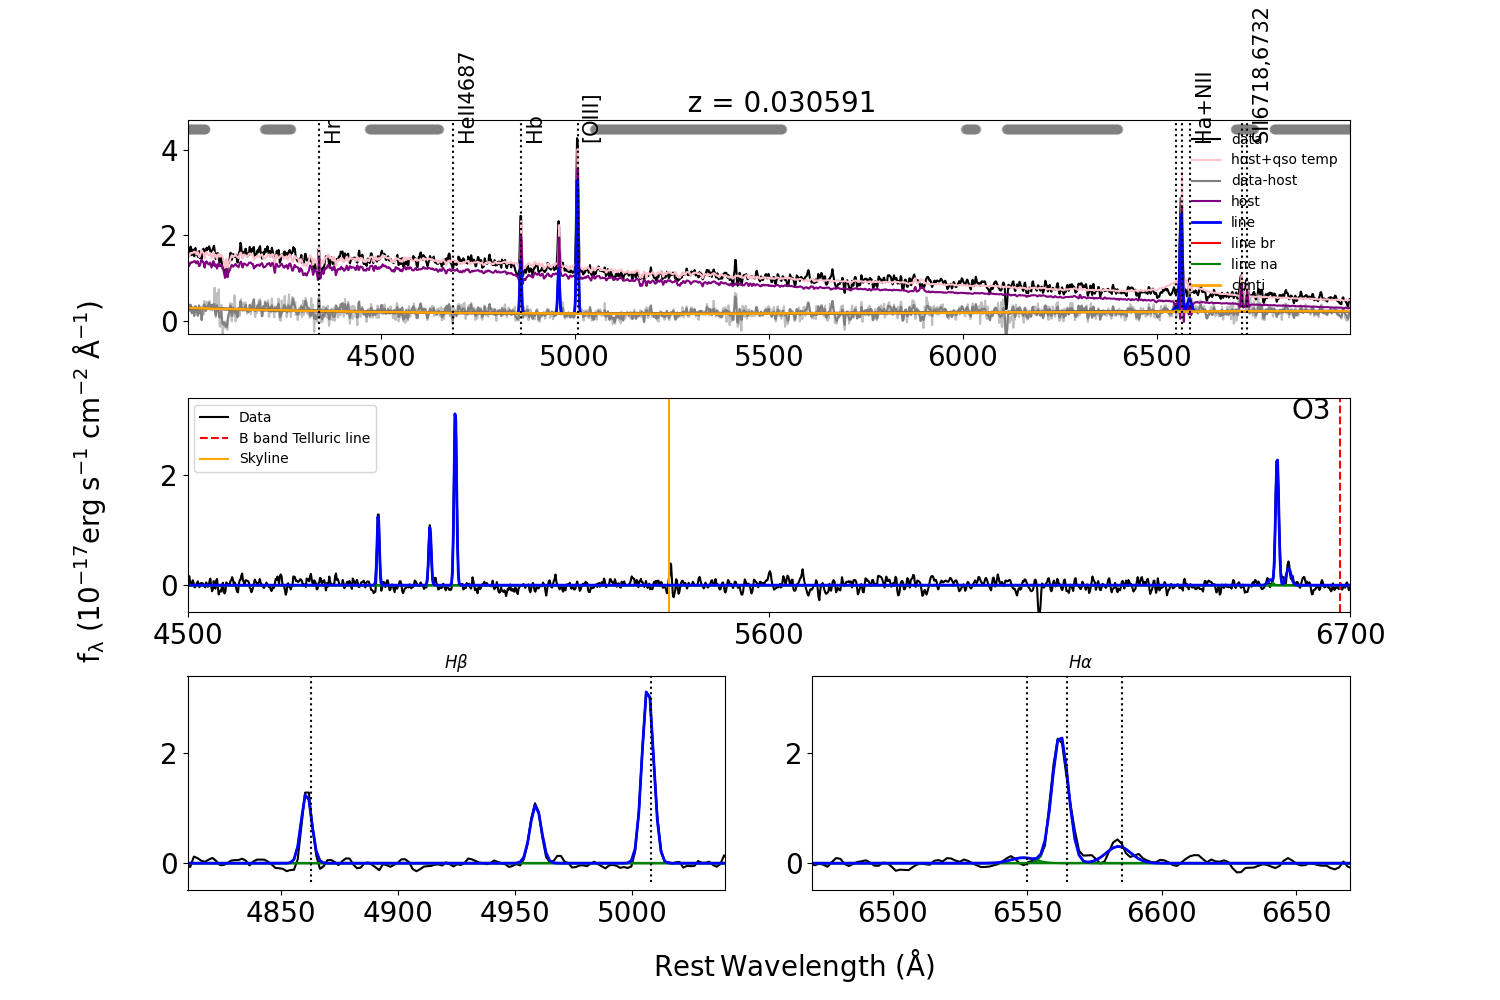 z = 0.030591
Hr
HeII4687
Hb
[OIII]
Ha+NII
SII6718,6732
data
host+qso temp
data-host
host
line
line br
line na
conti
4
2
0
4500
5000
5500
6000
6500
Data
B band Telluric line
Skyline
O3
2
0
4500
5600
6700
fλ (10−17erg s−1 cm−2 Å−1)
Hβ
2
0
4850
4900
4950
5000
Hα
2
0
6500
6550
6600
6650
Rest Wavelength (Å)